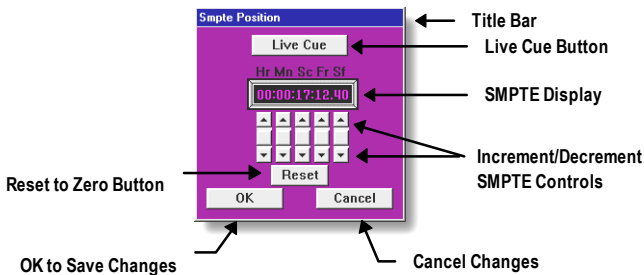 Smpte Position
Title Bar
Live Cue
Live Cue Button
Hr Mn Sc Fr Sf
00:00:17:12.40
SMPTE Display
Increment/Decrement
SMPTE Controls
Reset
Reset to Zero Button
OK
Cancel
OK to Save Changes
Cancel Changes